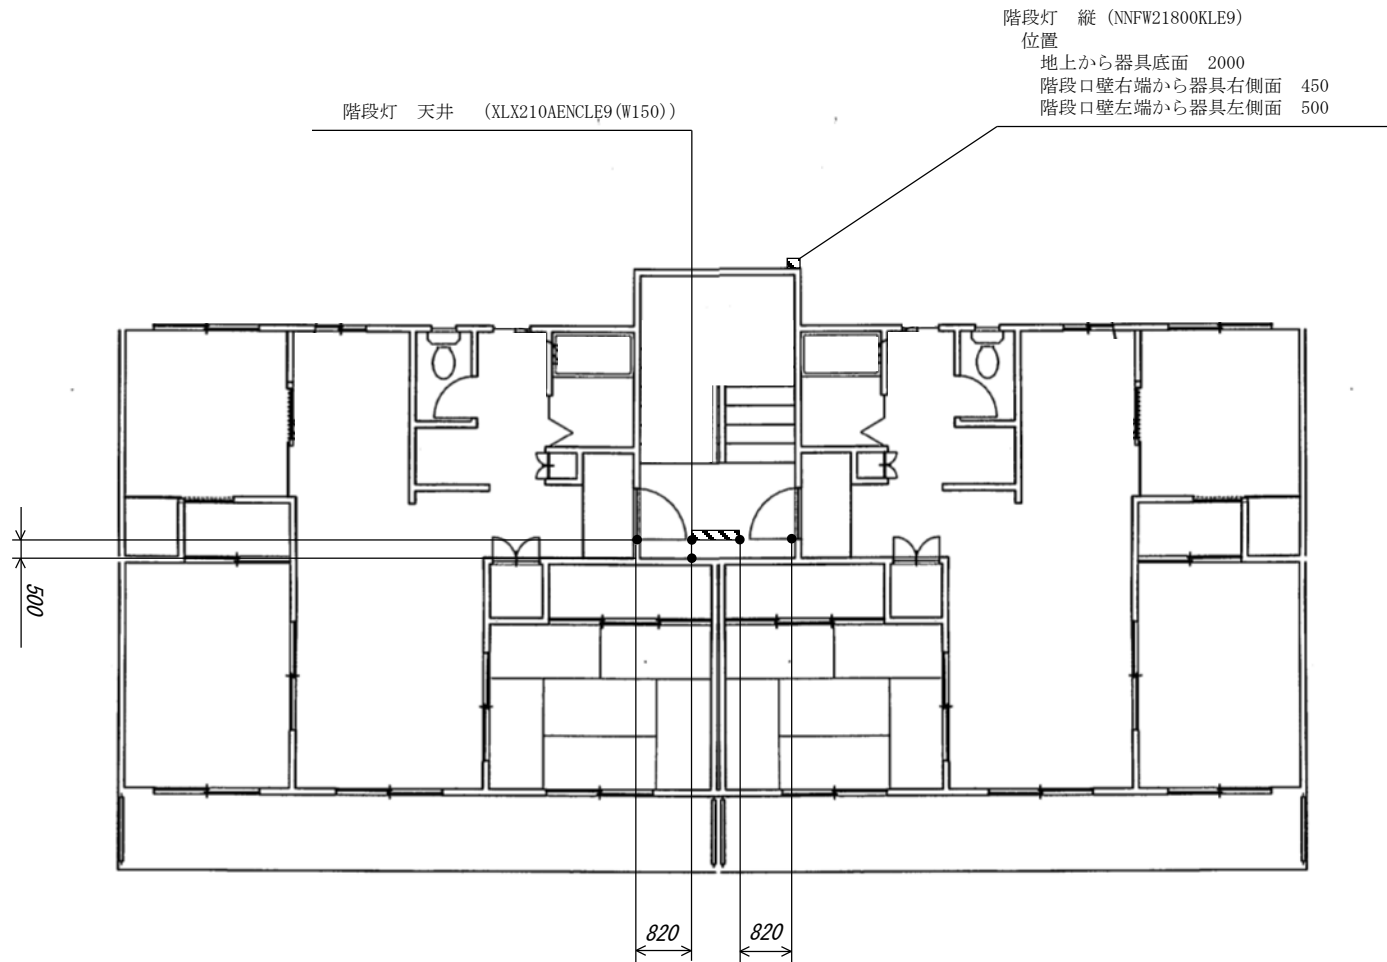 階段灯　縦 (NNFW21800KLE9)
位置
地上から器具底面　2000
階段口壁右端から器具右側面　450
階段口壁左端から器具左側面　500
階段灯　天井　(XLX210AENCLE9(W150))
500
820
820